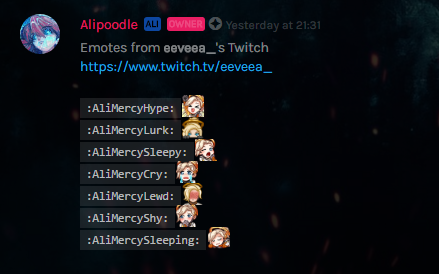 Alipoodle ALI OWNER Yesterday at 21:31
Emotes from eeveea_'s Twitch
https://www.twitch.tv/eeveea_
:AliMercyHype:
:AliMercyLurk:
:AliMercySleepy:
:AliMercyCry:
:AliMercyLewd:
:AliMercyShy:
:AliMercySleeping: